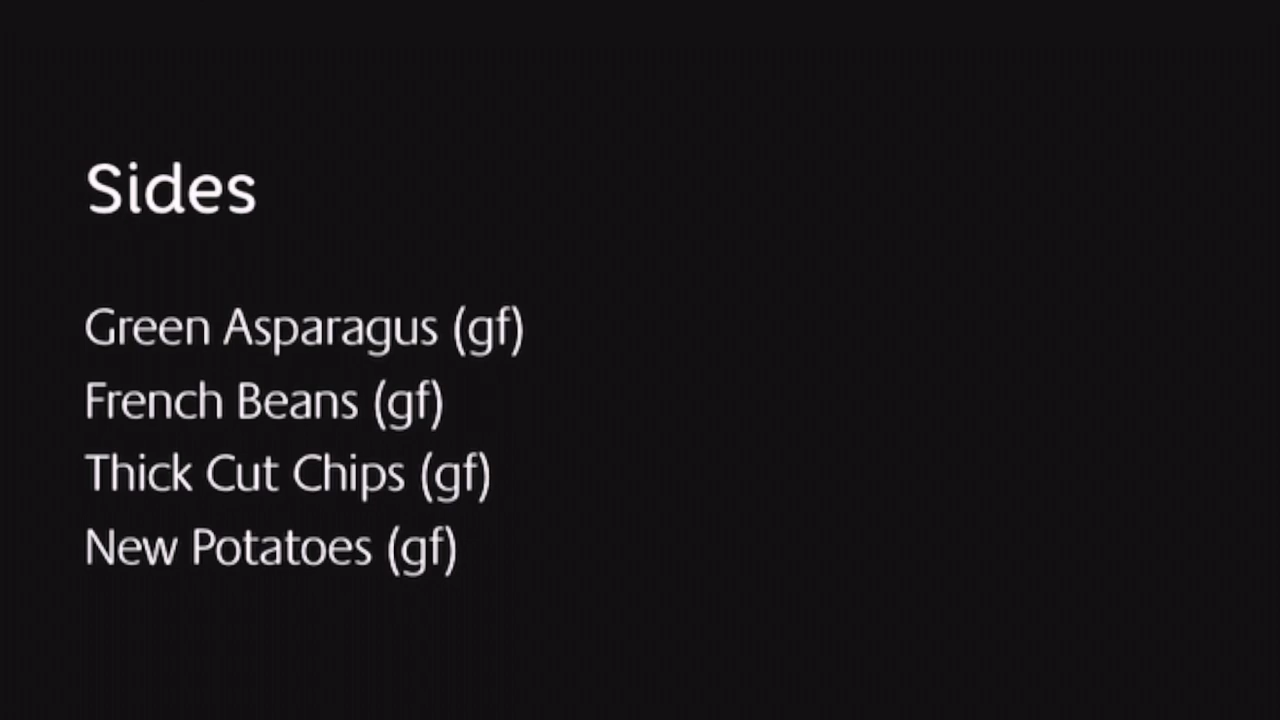 Sides
Green Asparagus (gf)
French Beans (gf)
Thick Cut Chips (gf)
New Potatoes (gf)